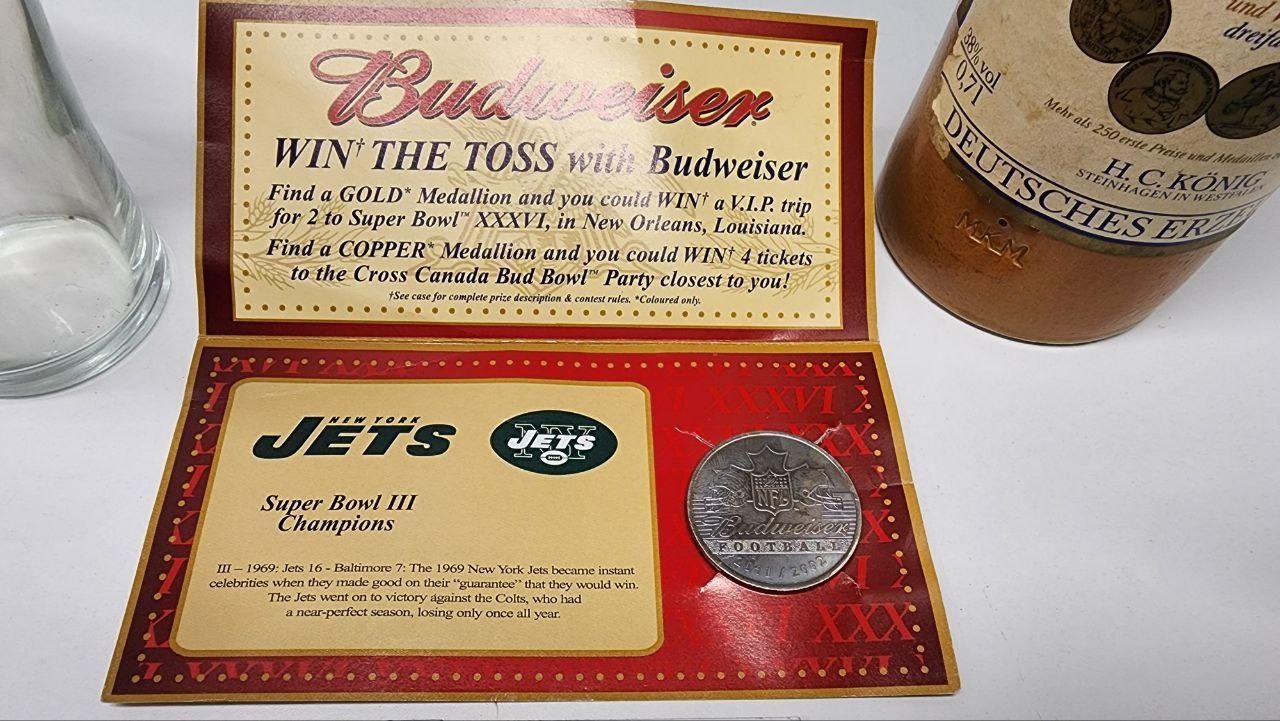 Budweiser
WIN† THE TOSS with Budweiser
Find a GOLD* Medallion and you could WIN† a V.I.P. trip
for 2 to Super Bowl™ XXXVI, in New Orleans, Louisiana.
Find a COPPER* Medallion and you could WIN† 4 tickets
to the Cross Canada Bud Bowl™ Party closest to you!
†See case for complete prize description & contest rules. *Coloured only.
NEW YORK
JETS
NY
JETS
Super Bowl III
Champions
III – 1969: Jets 16 - Baltimore 7: The 1969 New York Jets became instant
celebrities when they made good on their “guarantee” that they would win.
The Jets went on to victory against the Colts, who had
a near-perfect season, losing only once all year.
XXXVI
XXX
NFL
Budweiser
FOOTBALL
2001 / 2002
und
38% vol
0,7l
Mehr als 250 erste Preise und Medaillen
H. C. KÖNIG,
STEINHAGEN IN WESTFALEN
DEUTSCHES ERZE
MKM